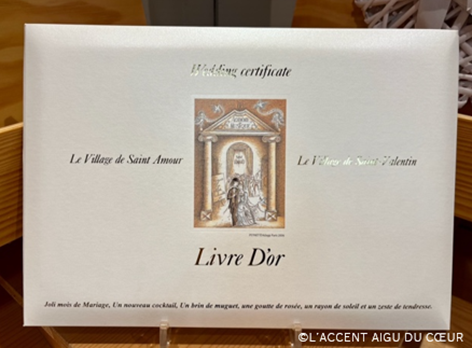 Wedding certificate
Le Village de Saint Amour
Le Village de Saint Valentin
Livre D'or
Joli mois de Mariage, Un nouveau cocktail, Un brin de muguet, une goutte de rosée, un rayon de soleil et un zeste de tendresse.
©L'ACCENT AIGU DU CŒUR